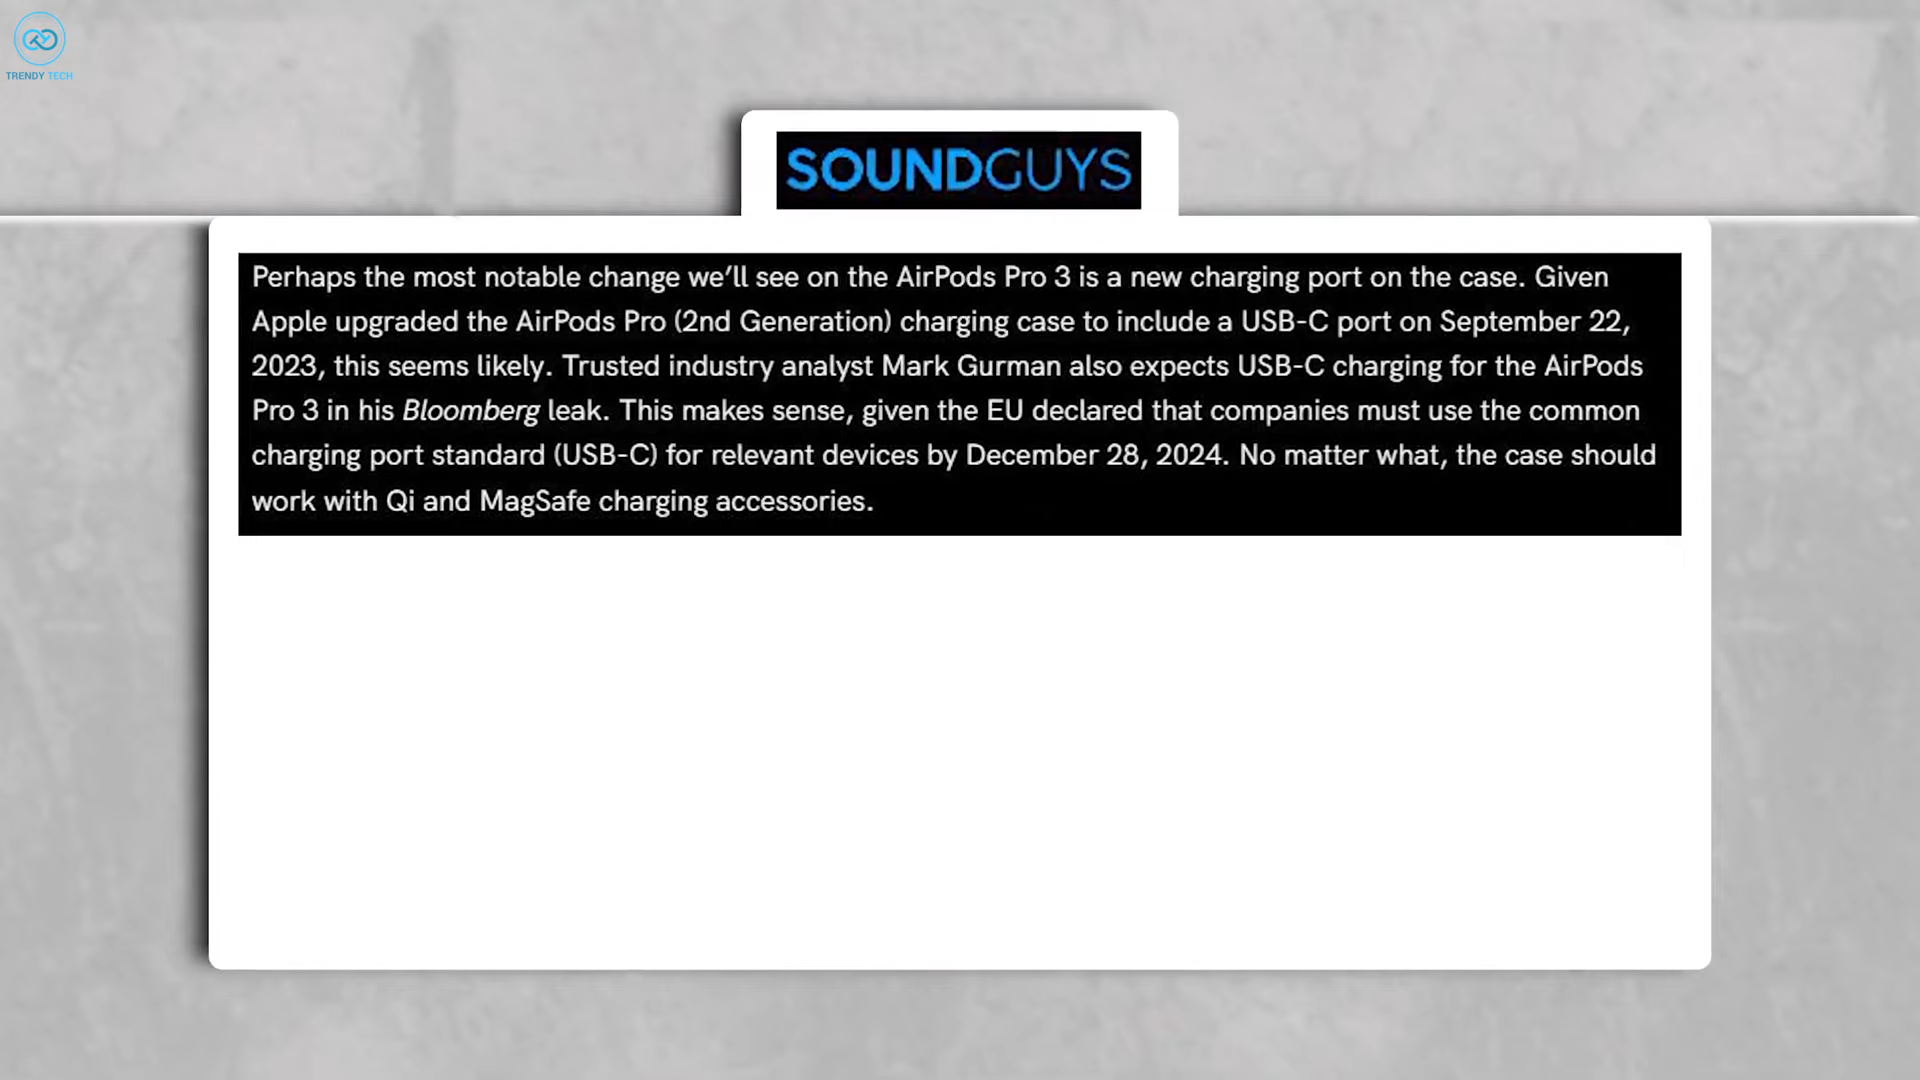 TRENDY TECH
SOUNDGUYS
Perhaps the most notable change we’ll see on the AirPods Pro 3 is a new charging port on the case. Given
Apple upgraded the AirPods Pro (2nd Generation) charging case to include a USB-C port on September 22,
2023, this seems likely. Trusted industry analyst Mark Gurman also expects USB-C charging for the AirPods
Pro 3 in his Bloomberg leak. This makes sense, given the EU declared that companies must use the common
charging port standard (USB-C) for relevant devices by December 28, 2024. No matter what, the case should
work with Qi and MagSafe charging accessories.